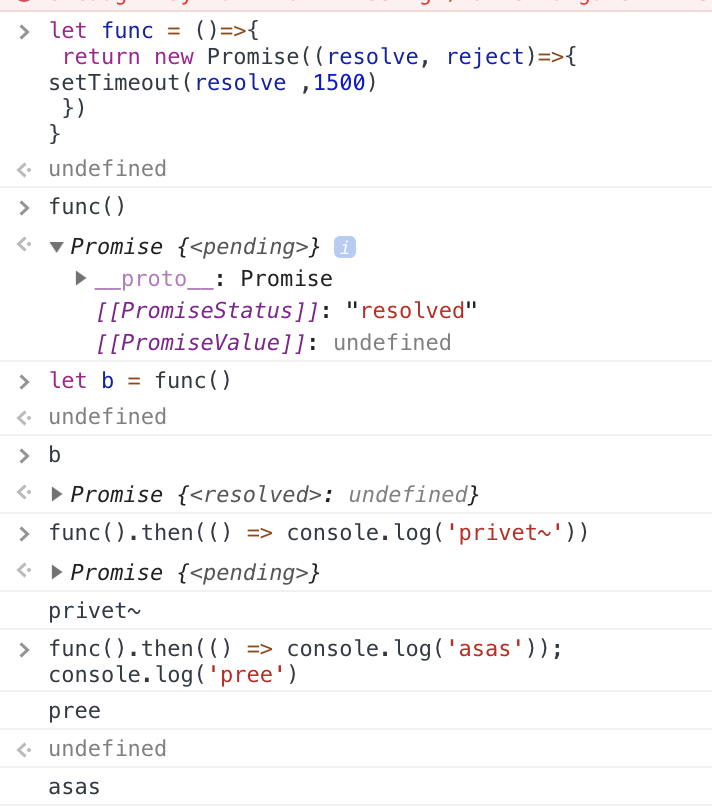 let func = ()=>{
return new Promise((resolve, reject)=>{
setTimeout(resolve ,1500)
})
}
undefined
func()
Promise {<pending>} i
__proto__: Promise
[[PromiseStatus]]: "resolved"
[[PromiseValue]]: undefined
let b = func()
undefined
b
Promise {<resolved>: undefined}
func().then(() => console.log('privet~'))
Promise {<pending>}
privet~
func().then(() => console.log('asas'));
console.log('pree')
pree
undefined
asas